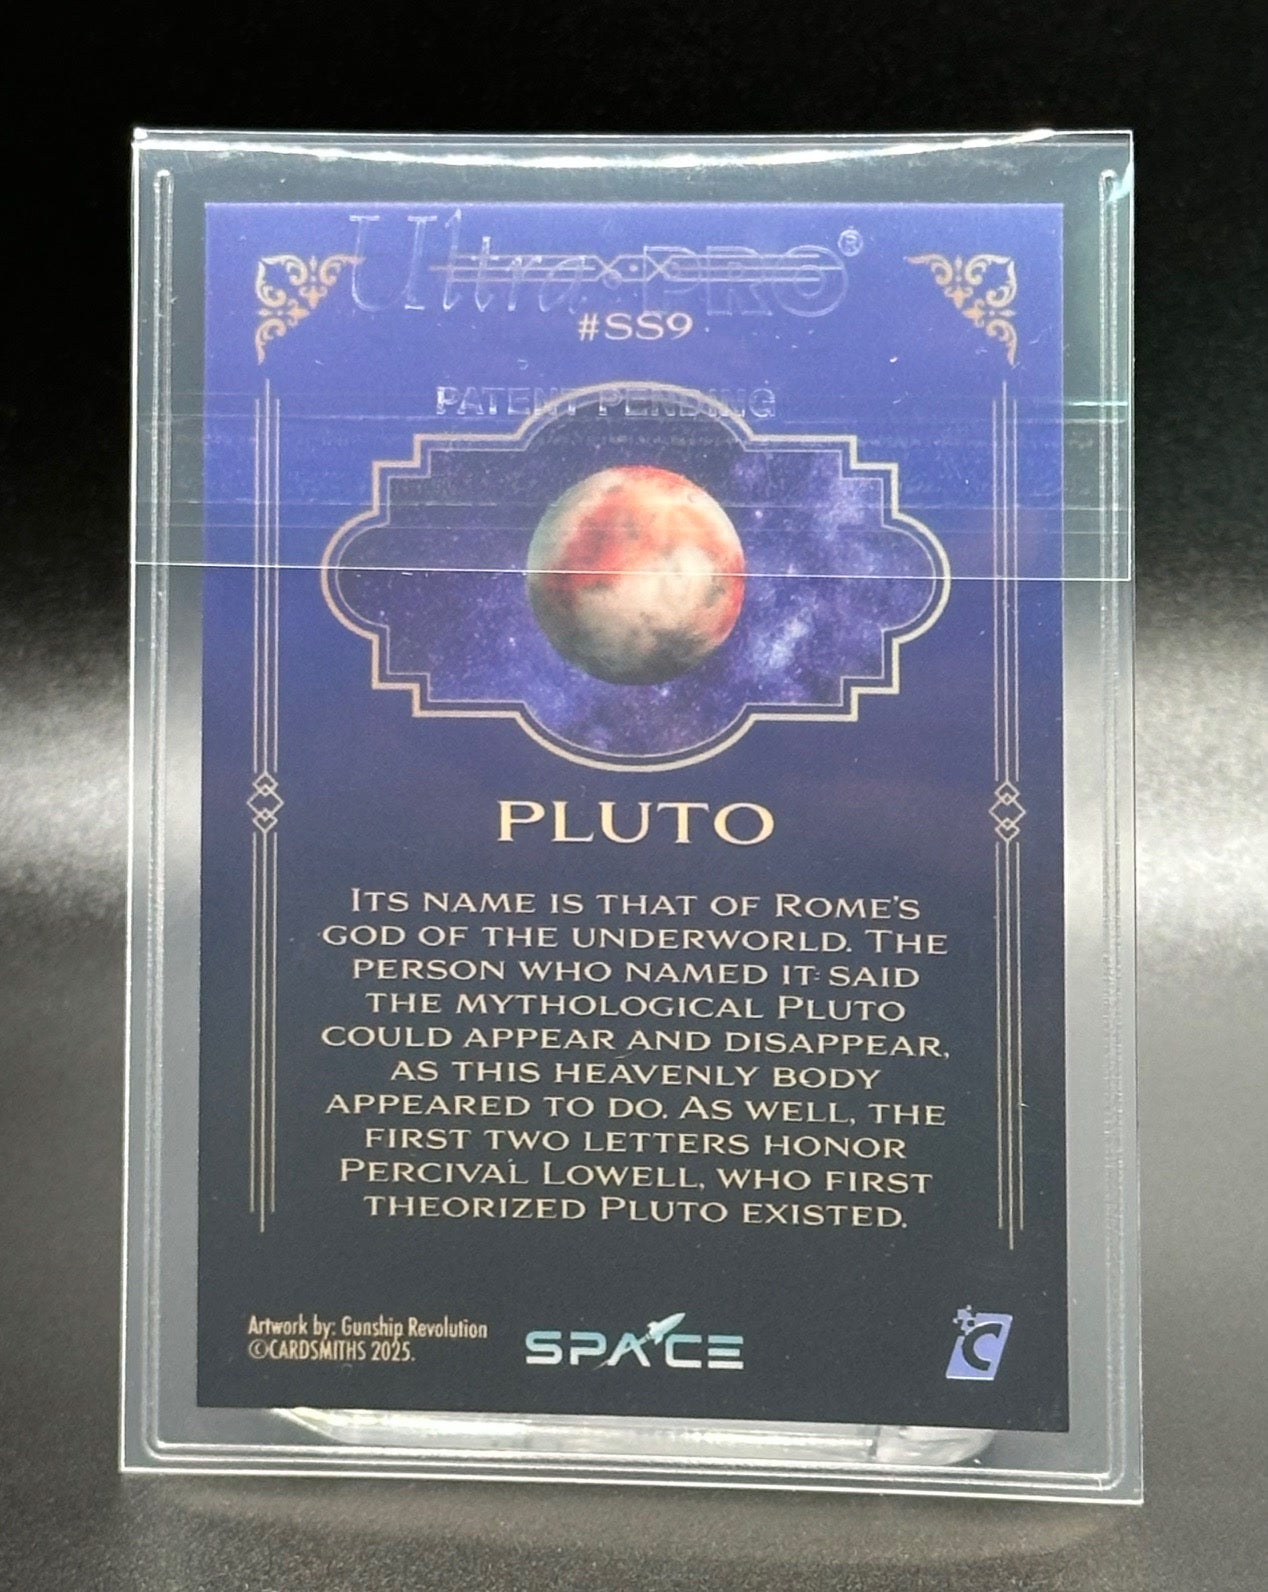 Ultra·PRO®
#SS9
PATENT PENDING
PLUTO
ITS NAME IS THAT OF ROME'S
GOD OF THE UNDERWORLD. THE
PERSON WHO NAMED IT SAID
THE MYTHOLOGICAL PLUTO
COULD APPEAR AND DISAPPEAR,
AS THIS HEAVENLY BODY
APPEARED TO DO. AS WELL, THE
FIRST TWO LETTERS HONOR
PERCIVAL LOWELL, WHO FIRST
THEORIZED PLUTO EXISTED.
Artwork by: Gunship Revolution
©CARDSMITHS 2025.
SPACE
C